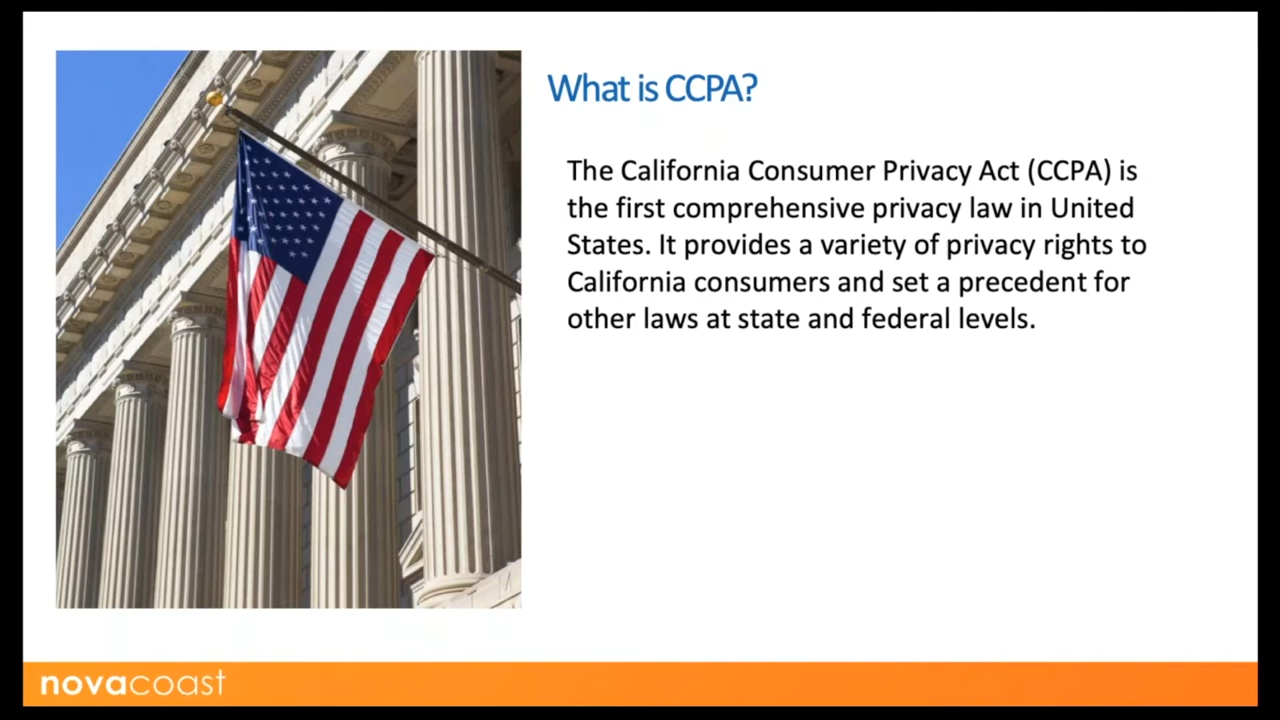 What is CCPA?
The California Consumer Privacy Act (CCPA) is
the first comprehensive privacy law in United
States. It provides a variety of privacy rights to
California consumers and set a precedent for
other laws at state and federal levels.
novacoast